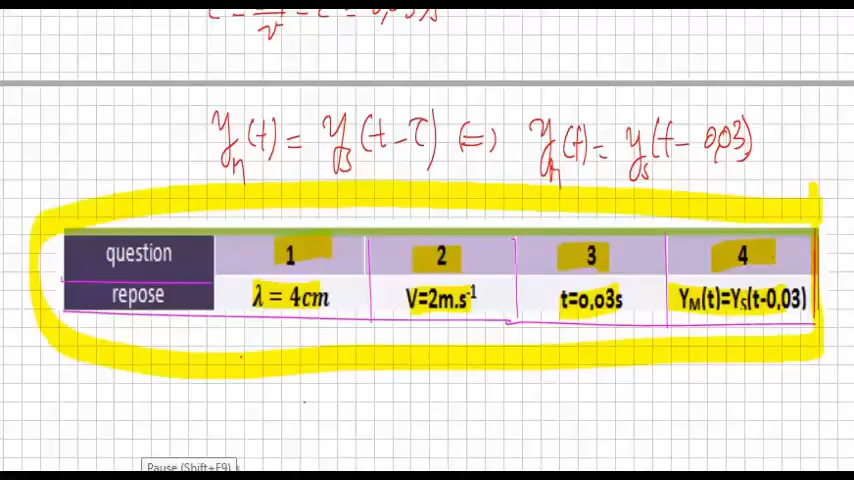 y_M(t) = y_S(t-τ) ⟺ y_M(t) = y_S(t - 0,03)
question 1 2 3 4
repose λ = 4cm V=2m.s⁻¹ t=o,o3s Y_M(t)=Y_S(t-0,03)
Pause (Shift+F9)